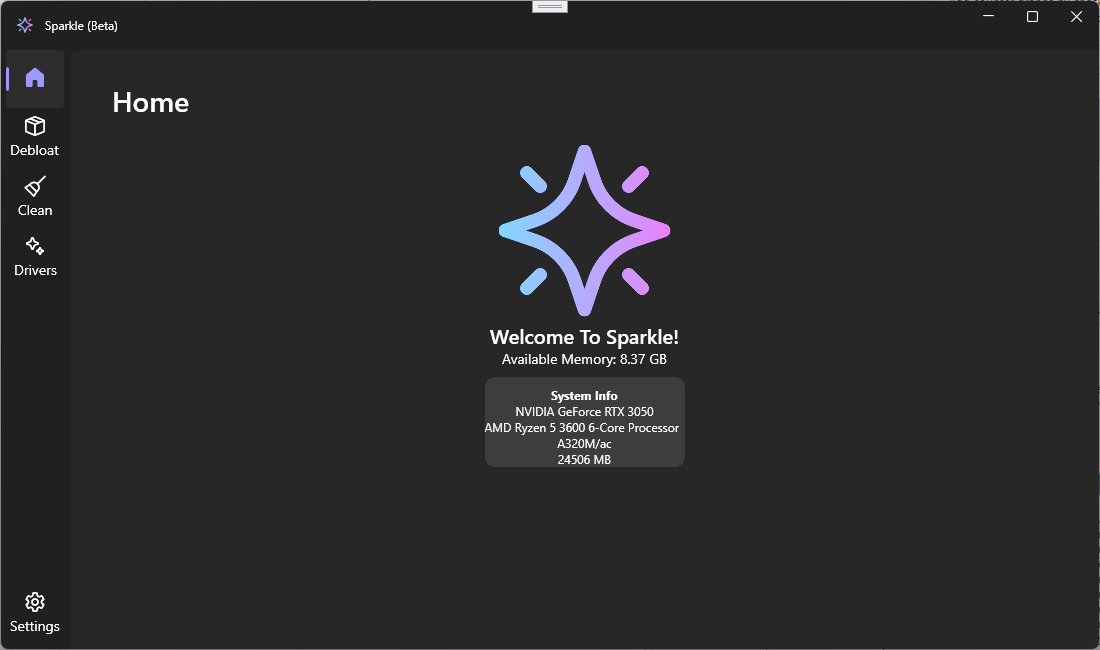 Sparkle (Beta)
Home
Debloat
Clean
Drivers
Welcome To Sparkle!
Available Memory: 8.37 GB
System Info
NVIDIA GeForce RTX 3050
AMD Ryzen 5 3600 6-Core Processor
A320M/ac
24506 MB
Settings